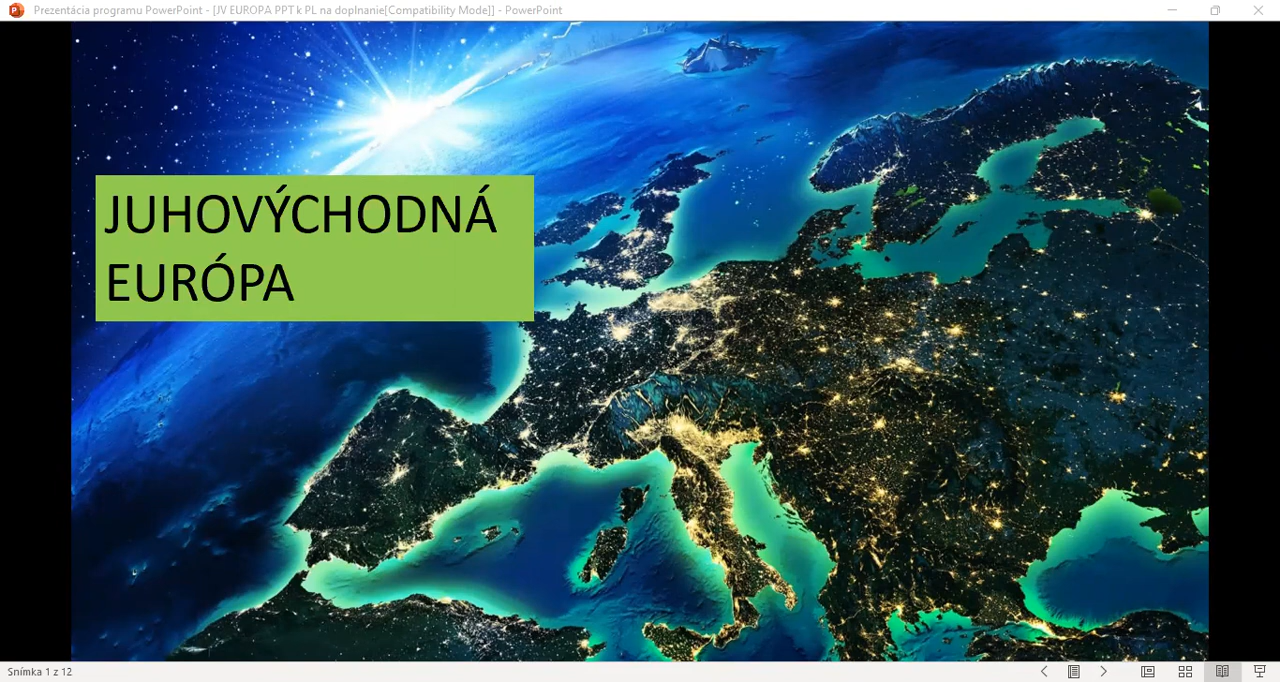 Prezentácia programu PowerPoint - [JV EUROPA PPT k PL na doplnanie[Compatibility Mode]] - PowerPoint
JUHOVÝCHODNÁ
EURÓPA
Snímka 1 z 12